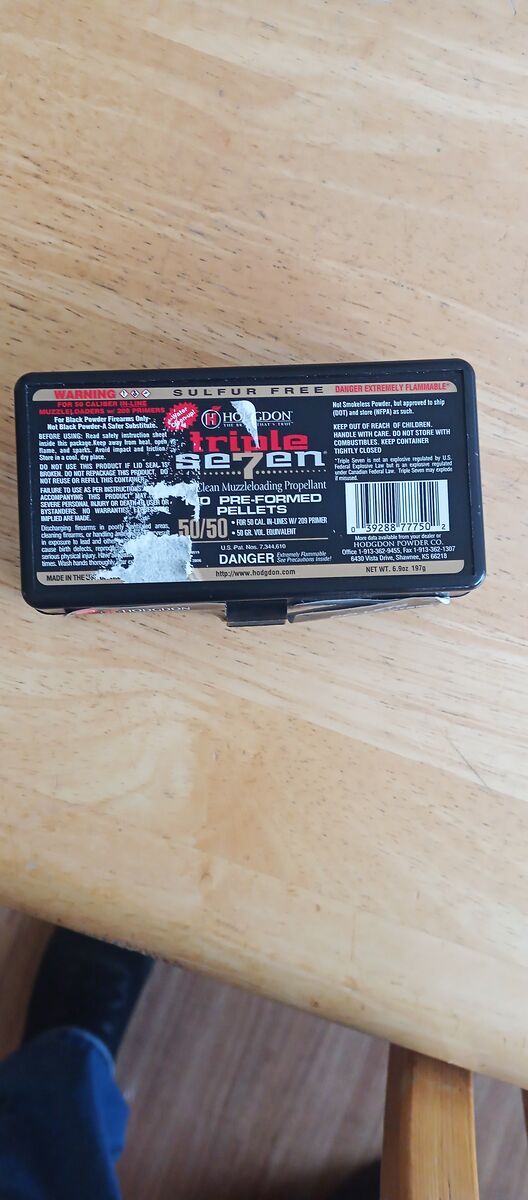 WARNING
SULFUR FREE
DANGER EXTREMELY FLAMMABLE*
FOR 50 CALIBER IN-LINE
MUZZLELOADERS w/ 209 PRIMERS
For Black Powder Firearms Only-
Not Black Powder-A Safer Substitute.
BEFORE USING: Read safety instruction sheet
inside this package. Keep away from heat, open
flame, and sparks. Avoid impact and friction.
Store in a cool, dry place.
DO NOT USE THIS PRODUCT IF LID SEAL IS
BROKEN. DO NOT REPACKAGE THIS PRODUCT. DO
NOT REUSE OR REFILL THIS CONTAINER.
FAILURE TO USE AS PER INSTRUCTIONS
ACCOMPANYING THIS PRODUCT MAY
SEVERE PERSONAL INJURY OR DEATH USER OR
BYSTANDERS. NO WARRANTIES
IMPLIED ARE MADE.
Discharging firearms in poorly areas,
cleaning firearms, or handling
in exposure to lead and other
cause birth defects,
serious physical injury.
times. Wash hands thoroughly
MADE IN THE
Water
Cleanup!
H HODGDON
triple
se7en
Clean Muzzleloading Propellant
PRE-FORMED
PELLETS
50/50
• FOR 50 CAL. IN-LINES W/ 209 PRIMER
• 50 GR. VOL. EQUIVALENT
U.S. Pat. Nos. 7,344,610
DANGER Extremely Flammable
See Precautions Inside!
http://www.hodgdon.com
Not Smokeless Powder, but approved to ship
(DOT) and store (NFPA) as such.
KEEP OUT OF REACH OF CHILDREN.
HANDLE WITH CARE. DO NOT STORE WITH
COMBUSTIBLES. KEEP CONTAINER
TIGHTLY CLOSED
*Triple Seven is not an explosive regulated by U.S.
Federal Explosive Law but is an explosive regulated
under Canadian Federal Law. Triple Seven may explode
if misused.
0 39288 77750 2
More data available from your dealer or
HODGDON POWDER CO.
Office 1-913-362-9455, Fax 1-913-362-1307
6430 Vista Drive, Shawnee, KS 66218
NET WT. 6.9oz 197g
HODGDON